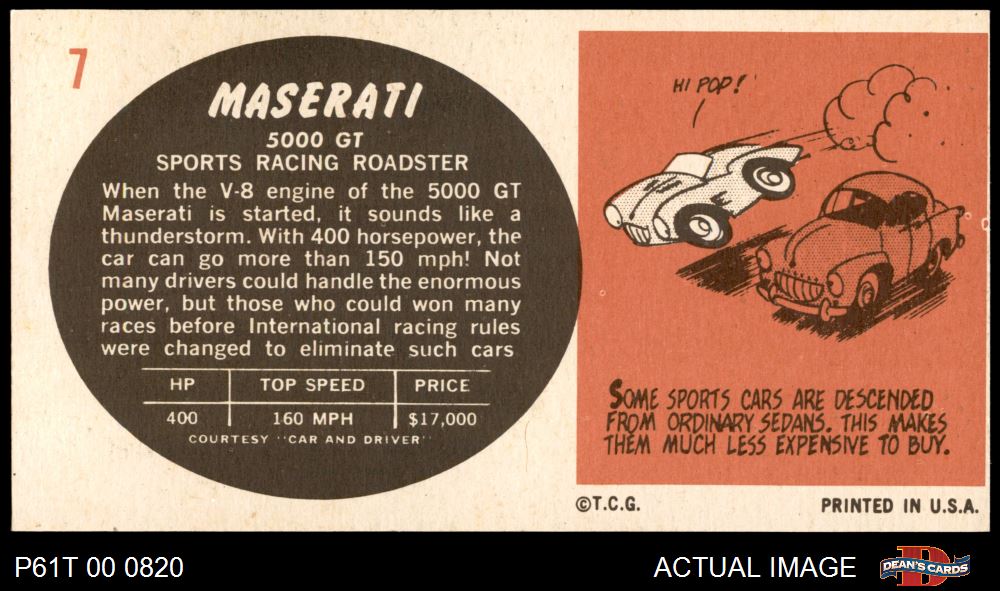 7
MASERATI
5000 GT
SPORTS RACING ROADSTER
When the V-8 engine of the 5000 GT
Maserati is started, it sounds like a
thunderstorm. With 400 horsepower, the
car can go more than 150 mph! Not
many drivers could handle the enormous
power, but those who could won many
races before International racing rules
were changed to eliminate such cars
HP TOP SPEED PRICE
400 160 MPH $17,000
COURTESY "CAR AND DRIVER"
HI POP!
SOME SPORTS CARS ARE DESCENDED
FROM ORDINARY SEDANS. THIS MAKES
THEM MUCH LESS EXPENSIVE TO BUY.
©T.C.G. PRINTED IN U.S.A.
P61T 00 0820 ACTUAL IMAGE D DEAN'S CARDS